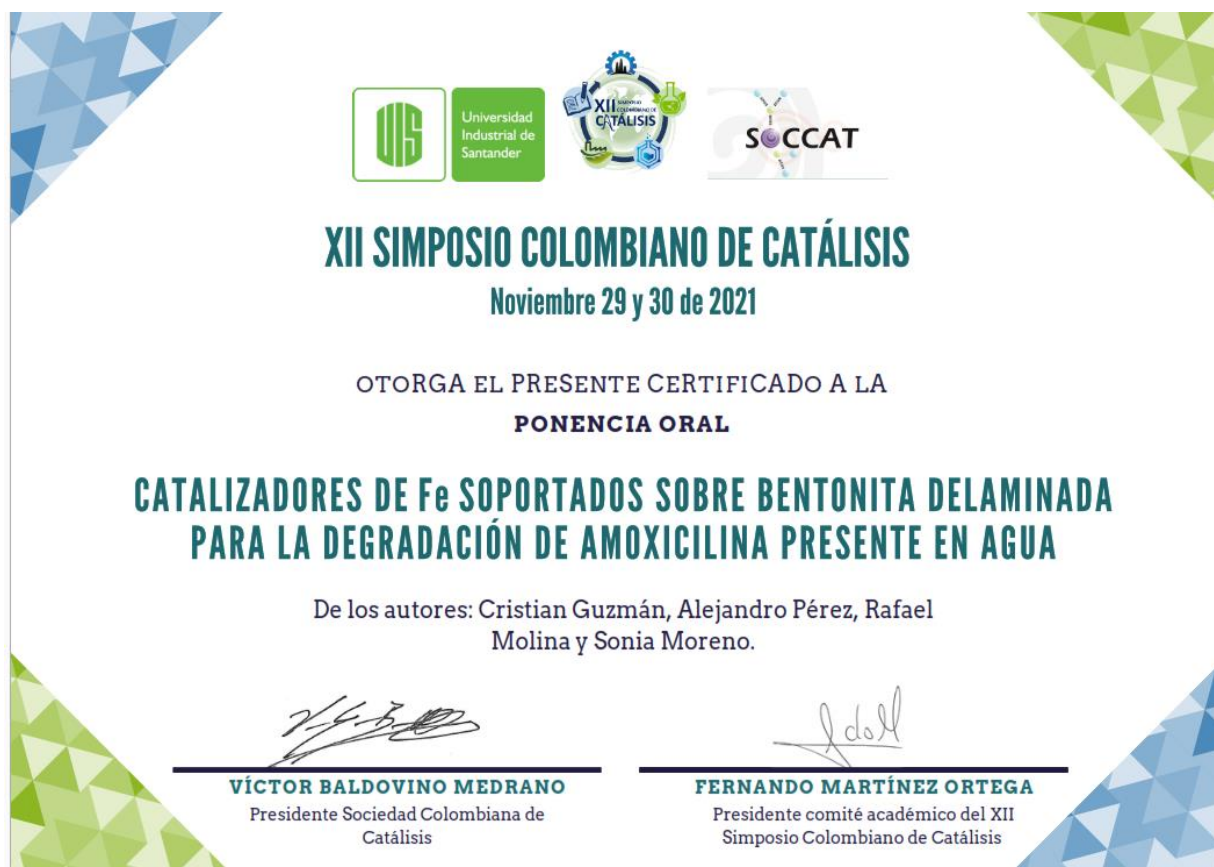 Universidad
Industrial de
Santander
XII SIMPOSIO
COLOMBIANO DE
CATÁLISIS
SOCCAT
XII SIMPOSIO COLOMBIANO DE CATÁLISIS
Noviembre 29 y 30 de 2021
OTORGA EL PRESENTE CERTIFICADO A LA
PONENCIA ORAL
CATALIZADORES DE Fe SOPORTADOS SOBRE BENTONITA DELAMINADA
PARA LA DEGRADACIÓN DE AMOXICILINA PRESENTE EN AGUA
De los autores: Cristian Guzmán, Alejandro Pérez, Rafael
Molina y Sonia Moreno.
VÍCTOR BALDOVINO MEDRANO
Presidente Sociedad Colombiana de
Catálisis
FERNANDO MARTÍNEZ ORTEGA
Presidente comité académico del XII
Simposio Colombiano de Catálisis